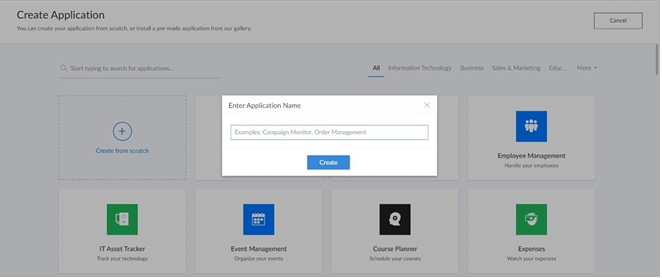 Create Application
You can create your application from scratch, or install a pre-made application from our gallery.
Cancel
Start typing to search for applications...
All Information Technology Business Sales & Marketing Educ... More
Enter Application Name
Examples: Campaign Monitor, Order Management
Create
Create from scratch
Employee Management
Handle your employees
IT Asset Tracker
Track your technology
Event Management
Organize your events
Course Planner
Schedule your courses
Expenses
Watch your expenses